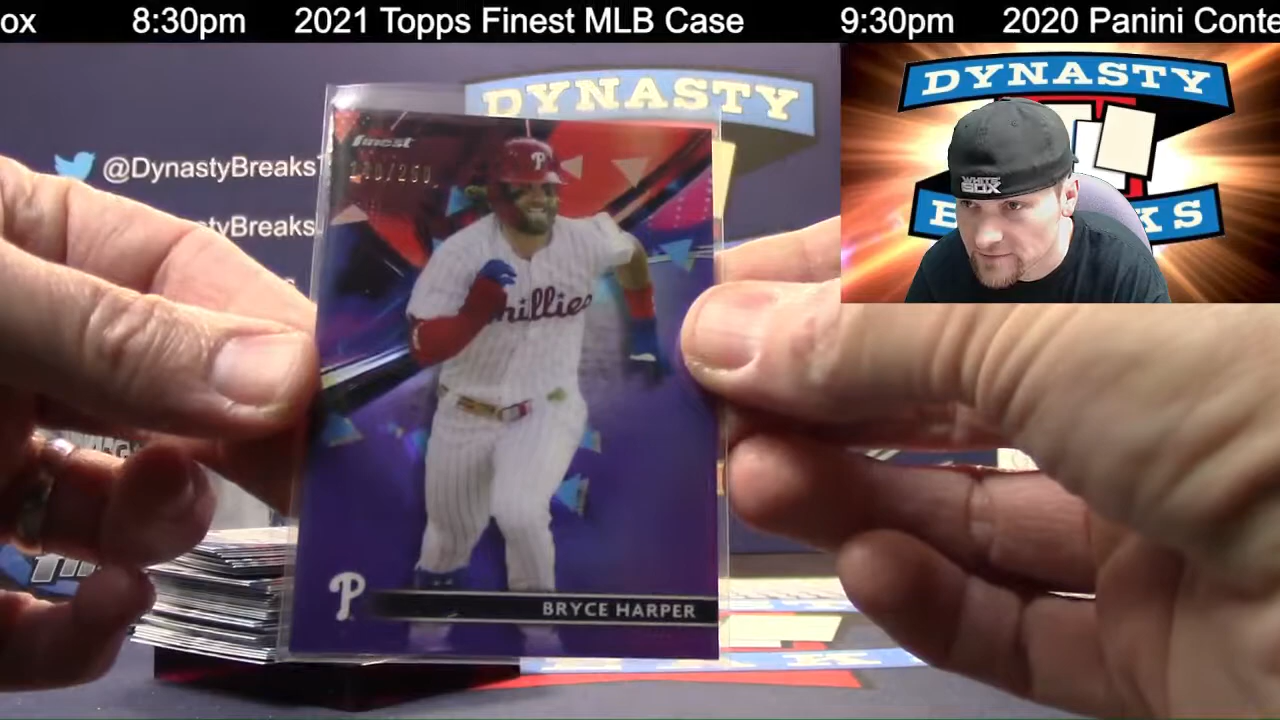 ox 8:30pm 2021 Topps Finest MLB Case 9:30pm 2020 Panini Conte
DYNASTY
DYNASTY
finest
P
@DynastyBreaks
WHITE SOX
Phillies
P
BRYCE HARPER